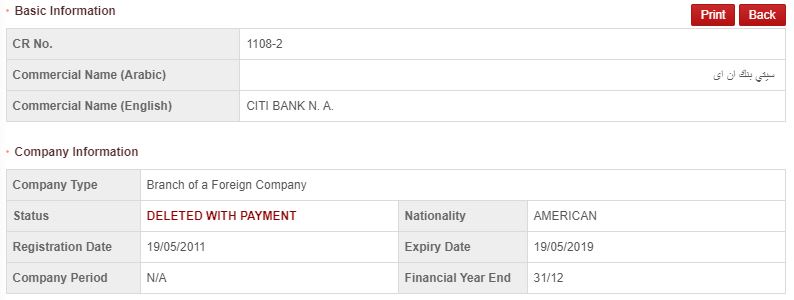 Basic Information
Print Back
CR No. 1108-2
Commercial Name (Arabic) سيتي بنك ان اى
Commercial Name (English) CITI BANK N. A.
Company Information
Company Type Branch of a Foreign Company
Status DELETED WITH PAYMENT Nationality AMERICAN
Registration Date 19/05/2011 Expiry Date 19/05/2019
Company Period N/A Financial Year End 31/12